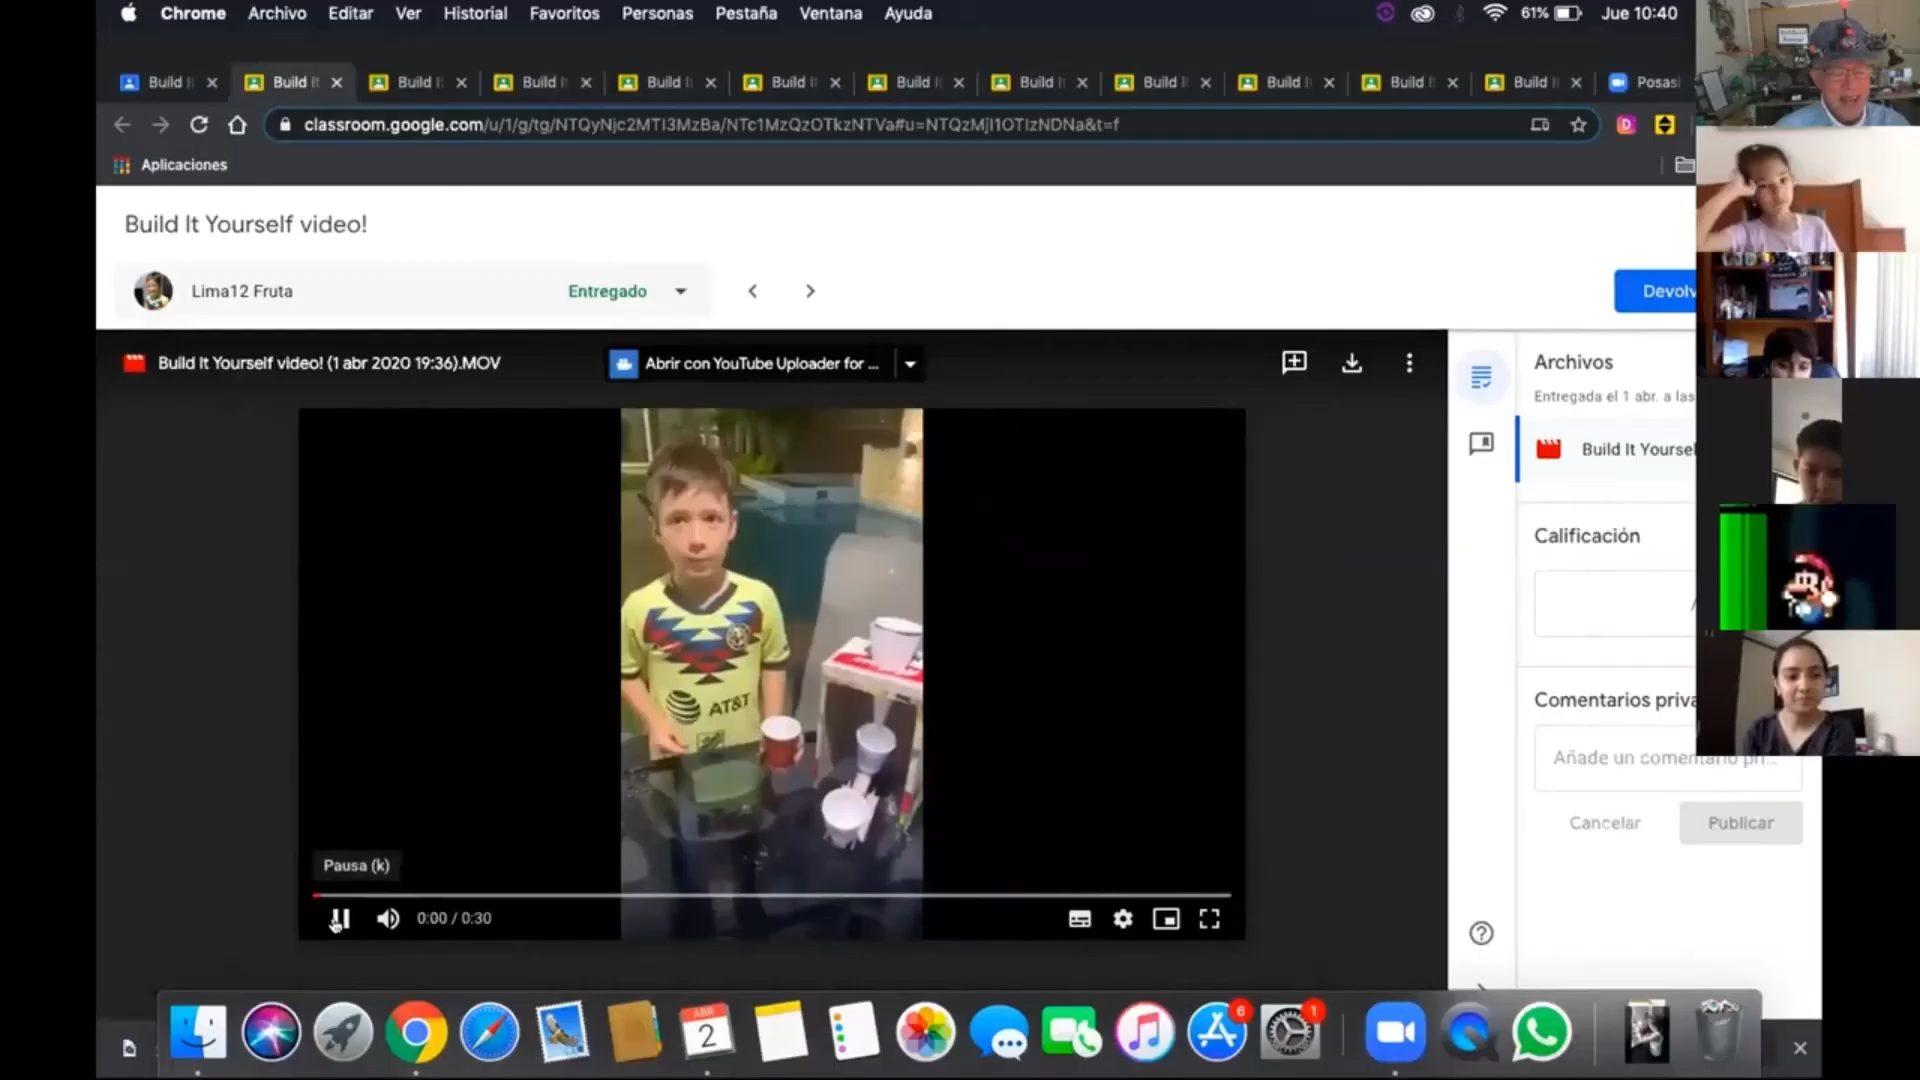 Chrome Archivo Editar Ver Historial Favoritos Personas Pestaña Ventana Ayuda 61% Jue 10:40
Build Build Build Build Build Build Build Build Build Build Build Build Posas
classroom.google.com/u/1/g/tg/NTQyNjc2MTI3MzBa/NTc1MzQzOTkzNTVa#u=NTQzMjI1OTIzNDNa&t=f
Aplicaciones
Build It Yourself video!
Lima12 Fruta Entregado
Devolv
Build It Yourself video! (1 abr 2020 19:36).MOV
Abrir con YouTube Uploader for ...
Archivos
Entregada el 1 abr. a las
Build It Yoursel
Calificación
AT&T
Comentarios priva
Añade un comentario pri...
Cancelar Publicar
Pausa (k)
0:00 / 0:30
ABR
2
6
1